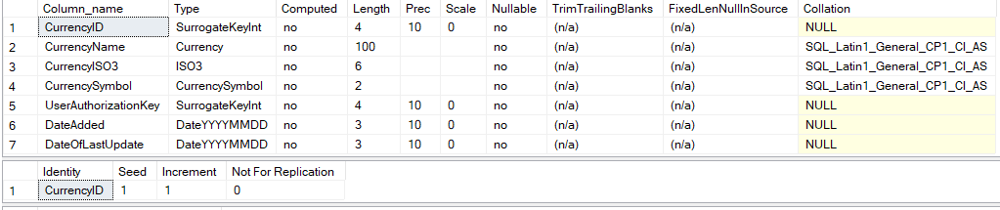 Column_name Type Computed Length Prec Scale Nullable TrimTrailingBlanks FixedLenNullInSource Collation
1 CurrencyID SurrogateKeyInt no 4 10 0 no (n/a) (n/a) NULL
2 CurrencyName Currency no 100 no (n/a) (n/a) SQL_Latin1_General_CP1_CI_AS
3 CurrencyISO3 ISO3 no 6 no (n/a) (n/a) SQL_Latin1_General_CP1_CI_AS
4 CurrencySymbol CurrencySymbol no 2 no (n/a) (n/a) SQL_Latin1_General_CP1_CI_AS
5 UserAuthorizationKey SurrogateKeyInt no 4 10 0 no (n/a) (n/a) NULL
6 DateAdded DateYYYYMMDD no 3 10 0 no (n/a) (n/a) NULL
7 DateOfLastUpdate DateYYYYMMDD no 3 10 0 no (n/a) (n/a) NULL
Identity Seed Increment Not For Replication
1 CurrencyID 1 1 0